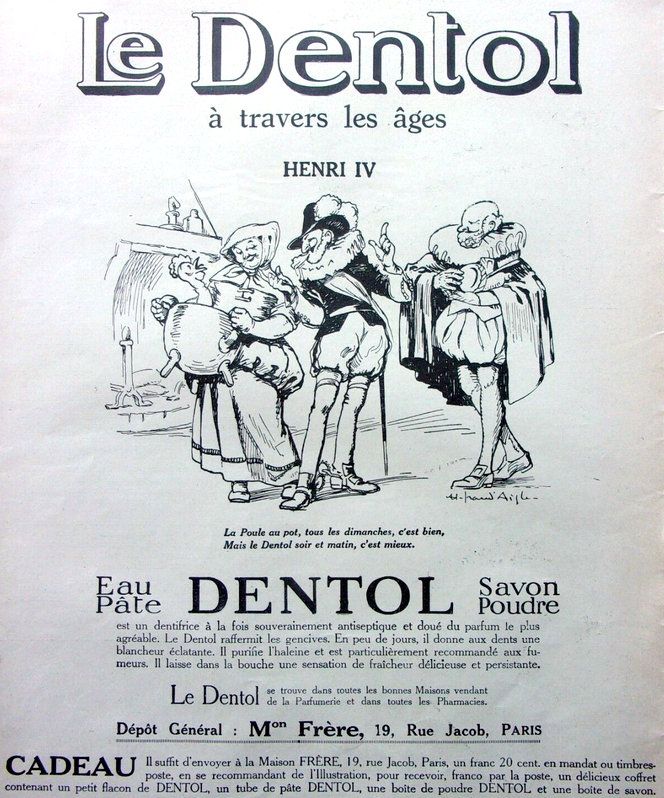 Le Dentol
à travers les âges
HENRI IV
La Poule au pot, tous les dimanches, c'est bien,
Mais le Dentol soir et matin, c'est mieux.
Eau
Pâte
DENTOL
Savon
Poudre
est un dentifrice à la fois souverainement antiseptique et doué du parfum le plus
agréable. Le Dentol raffermit les gencives. En peu de jours, il donne aux dents une
blancheur éclatante. Il purifie l'haleine et est particulièrement recommandé aux fu-
meurs. Il laisse dans la bouche une sensation de fraîcheur délicieuse et persistante.
Le Dentol se trouve dans toutes les bonnes Maisons vendant
de la Parfumerie et dans toutes les Pharmacies.
Dépôt Général : Mon Frère, 19, Rue Jacob, PARIS
CADEAU Il suffit d'envoyer à la Maison FRÈRE, 19, rue Jacob, Paris, un franc 20 cent. en mandat ou timbres-
poste, en se recommandant de l'Illustration, pour recevoir, franco par la poste, un délicieux coffret
contenant un petit flacon de DENTOL, un tube de pâte DENTOL, une boîte de poudre DENTOL et une boîte de savon.